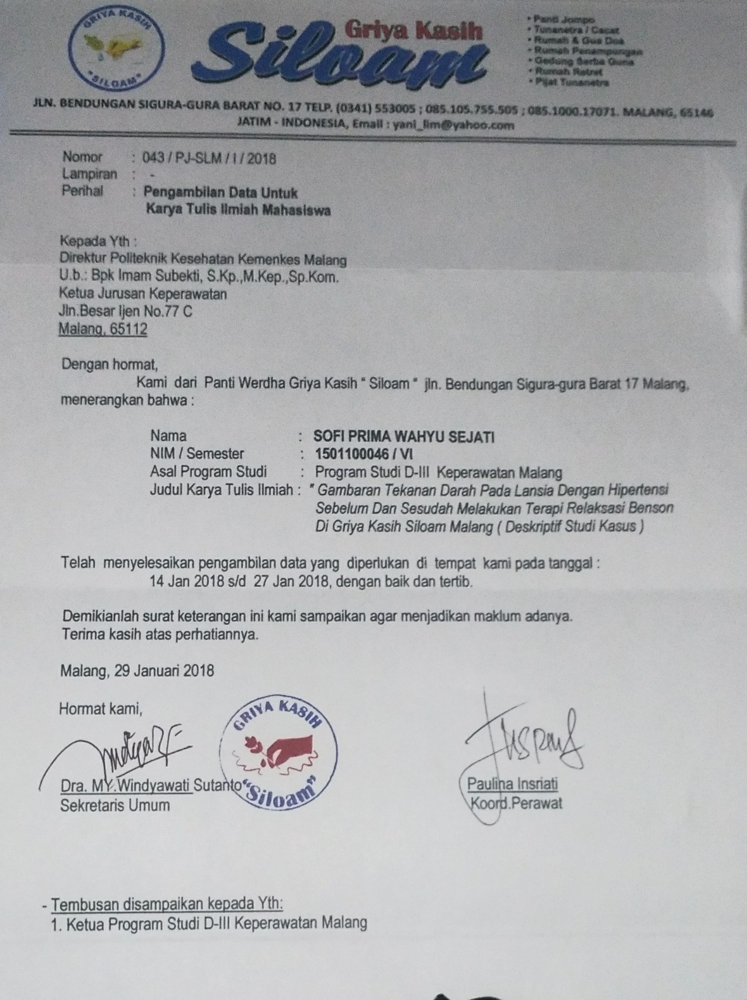 GRIYA KASIH
"SILOAM"
Griya Kasih
Siloam
• Panti Jompo
• Tunanetra / Cacat
• Rumah & Gua Doa
• Rumah Penampungan
• Gedung Serba Guna
• Rumah Retret
• Pijat Tunanetra
JLN. BENDUNGAN SIGURA-GURA BARAT NO. 17 TELP. (0341) 553005 ; 085.105.755.505 ; 085.1000.17071. MALANG, 65146
JATIM - INDONESIA, Email : yani_lim@yahoo.com
Nomor : 043 / PJ-SLM / I / 2018
Lampiran : -
Perihal : Pengambilan Data Untuk
Karya Tulis Ilmiah Mahasiswa
Kepada Yth :
Direktur Politeknik Kesehatan Kemenkes Malang
U.b.: Bpk Imam Subekti, S.Kp.,M.Kep.,Sp.Kom.
Ketua Jurusan Keperawatan
Jln.Besar Ijen No.77 C
Malang, 65112
Dengan hormat,
Kami dari Panti Werdha Griya Kasih " Siloam " jln. Bendungan Sigura-gura Barat 17 Malang,
menerangkan bahwa :
Nama : SOFI PRIMA WAHYU SEJATI
NIM / Semester : 1501100046 / VI
Asal Program Studi : Program Studi D-III Keperawatan Malang
Judul Karya Tulis Ilmiah : " Gambaran Tekanan Darah Pada Lansia Dengan Hipertensi
Sebelum Dan Sesudah Melakukan Terapi Relaksasi Benson
Di Griya Kasih Siloam Malang ( Deskriptif Studi Kasus )
Telah menyelesaikan pengambilan data yang diperlukan di tempat kami pada tanggal :
14 Jan 2018 s/d 27 Jan 2018, dengan baik dan tertib.
Demikianlah surat keterangan ini kami sampaikan agar menjadikan maklum adanya.
Terima kasih atas perhatiannya.
Malang, 29 Januari 2018
Hormat kami,
GRIYA KASIH
"Siloam"
Dra. MY.Windyawati Sutanto
Sekretaris Umum
Paulina Insriati
Koord.Perawat
- Tembusan disampaikan kepada Yth:
1. Ketua Program Studi D-III Keperawatan Malang